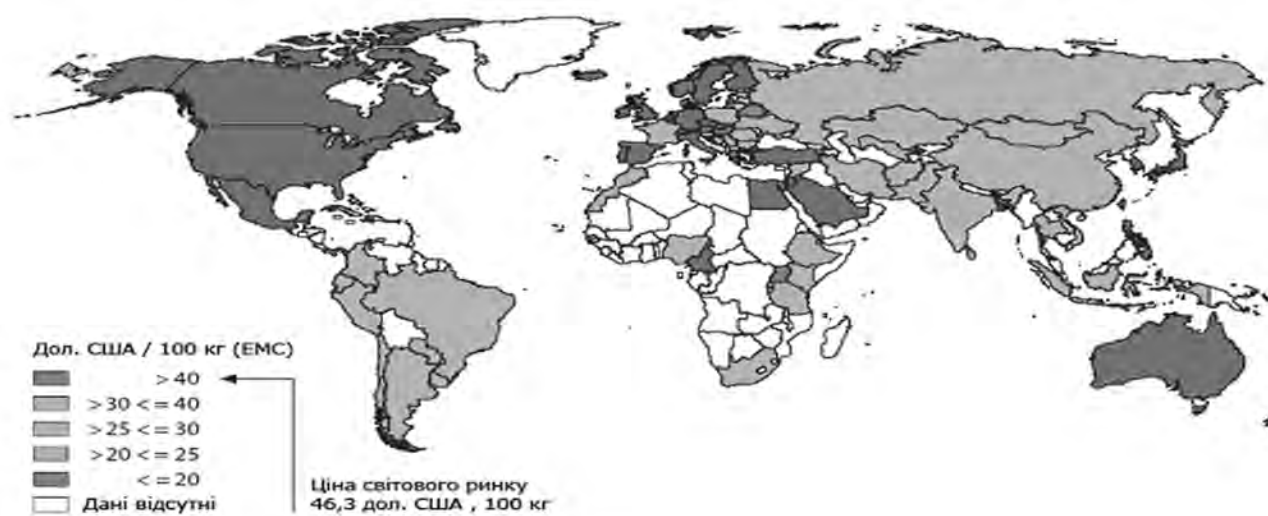 Дол. США / 100 кг (ЕМС)
>40
>30 <=40
>25 <=30
>20 <=25
<=20
Дані відсутні
Ціна світового ринку
46,3 дол. США , 100 кг